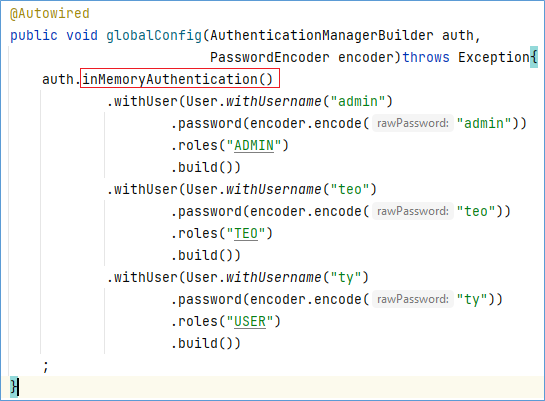 @Autowired
public void globalConfig(AuthenticationManagerBuilder auth,
                         PasswordEncoder encoder)throws Exception{
    auth.inMemoryAuthentication()
            .withUser(User.withUsername("admin")
                    .password(encoder.encode( rawPassword: "admin"))
                    .roles("ADMIN")
                    .build())
            .withUser(User.withUsername("teo")
                    .password(encoder.encode( rawPassword: "teo"))
                    .roles("TEO")
                    .build())
            .withUser(User.withUsername("ty")
                    .password(encoder.encode( rawPassword: "ty"))
                    .roles("USER")
                    .build())
    ;
}